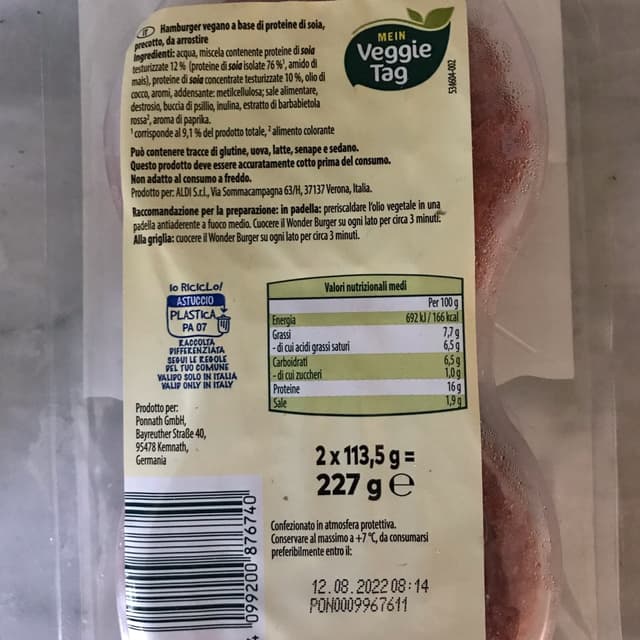 IT Hamburger vegano a base di proteine di soia,
precotto, da arrostire
Ingredienti: acqua, miscela contenente proteine di soia
testurizzate 12 % (proteine di soia isolate 76 %¹, amido di
mais), proteine di soia concentrate testurizzate 10 %, olio di
cocco, aromi, addensante: metilcellulosa; sale alimentare,
destrosio, buccia di psillio, inulina, estratto di barbabietola
rossa², aroma di paprika.
¹ corrisponde al 9,1 % del prodotto totale, ² alimento colorante
Può contenere tracce di glutine, uova, latte, senape e sedano.
Questo prodotto deve essere accuratamente cotto prima del consumo.
Non adatto al consumo a freddo.
Prodotto per: ALDI S.r.l., Via Sommacampagna 63/H, 37137 Verona, Italia.
Raccomandazione per la preparazione: in padella: preriscaldare l'olio vegetale in una
padella antiaderente a fuoco medio. Cuocere il Wonder Burger su ogni lato per circa 3 minuti.
Alla griglia: cuocere il Wonder Burger su ogni lato per circa 3 minuti.
MEIN
Veggie
Tag
534604-002
IO RICICLO!
ASTUCCIO
PLASTICA
PA 07
RACCOLTA
DIFFERENZIATA
SEGUI LE REGOLE
DEL TUO COMUNE
VALIDO SOLO IN ITALIA
VALID ONLY IN ITALY
Valori nutrizionali medi
Per 100 g
Energia 692 kJ / 166 kcal
Grassi 7,7 g
- di cui acidi grassi saturi 6,5 g
Carboidrati 6,5 g
- di cui zuccheri 1,0 g
Proteine 16 g
Sale 1,9 g
Prodotto per:
Ponnath GmbH,
Bayreuther Straße 40,
95478 Kemnath,
Germania
2 x 113,5 g =
227 g e
Confezionato in atmosfera protettiva.
Conservare al massimo a +7 °C, da consumarsi
preferibilmente entro il:
12.08.2022 08:14
PON0009967611
4 099200 876740